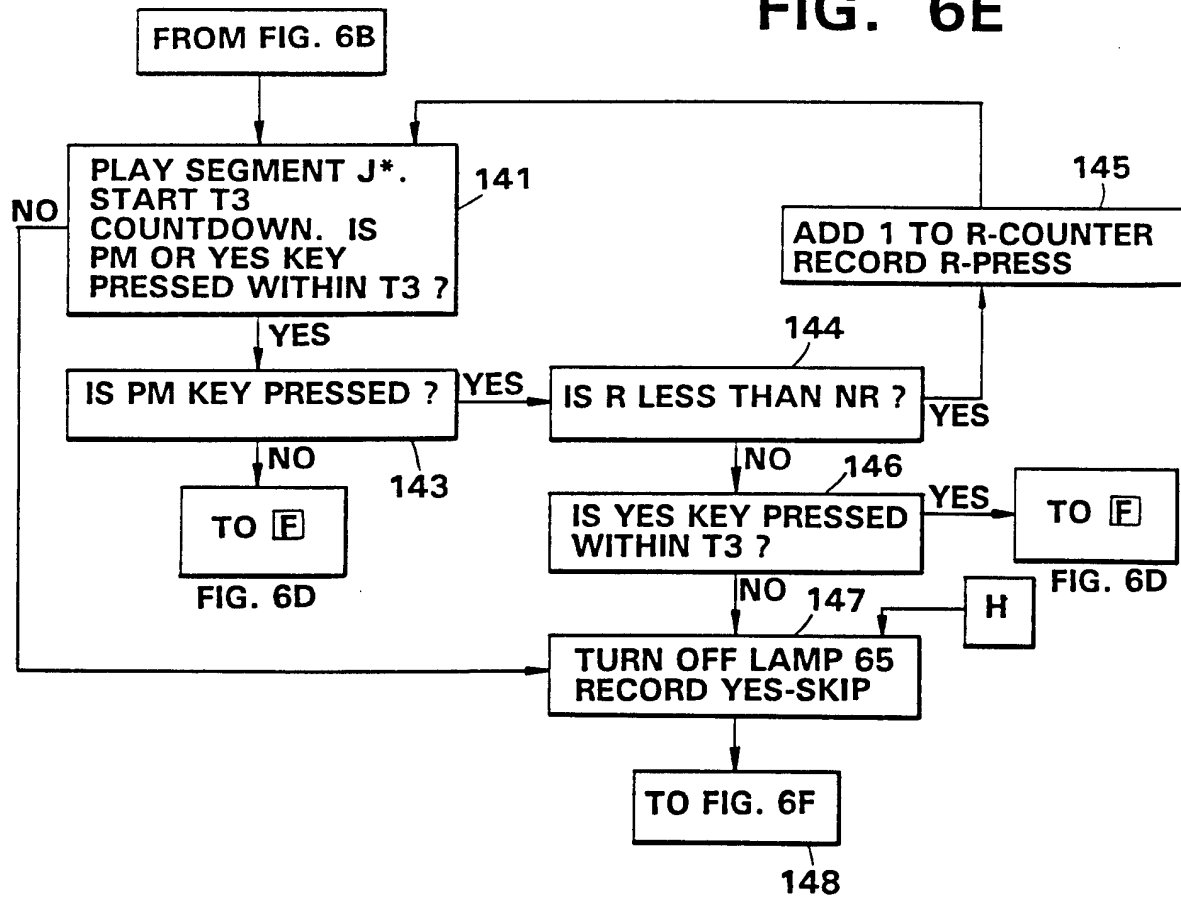 FIG. 6E
FROM FIG. 6B
PLAY SEGMENT J*.
START T3
COUNTDOWN. IS
PM OR YES KEY
PRESSED WITHIN T3 ?
141
NO
YES
145
ADD 1 TO R-COUNTER
RECORD R-PRESS
IS PM KEY PRESSED ?
143
YES
NO
144
IS R LESS THAN NR ?
YES
NO
TO F
FIG. 6D
146
IS YES KEY PRESSED
WITHIN T3 ?
YES
NO
TO F
FIG. 6D
H
147
TURN OFF LAMP 65
RECORD YES-SKIP
TO FIG. 6F
148